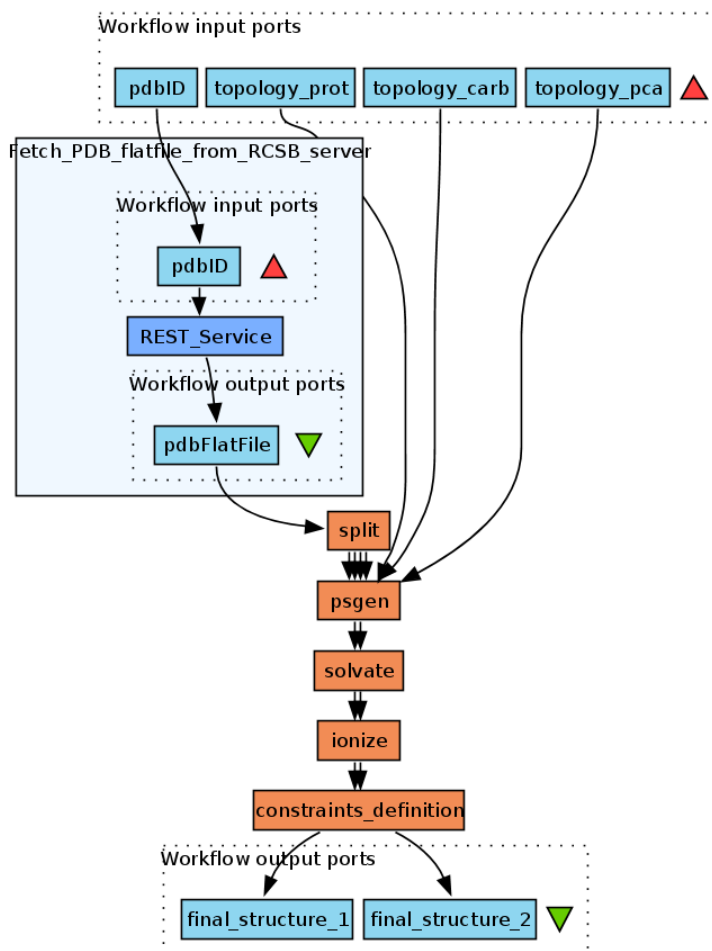 Workflow input ports
pdbID
topology_prot
topology_carb
topology_pca
Fetch_PDB_flatfile_from_RCSB_server
Workflow input ports
pdbID
REST_Service
Workflow output ports
pdbFlatFile
split
psgen
solvate
ionize
constraints_definition
Workflow output ports
final_structure_1
final_structure_2